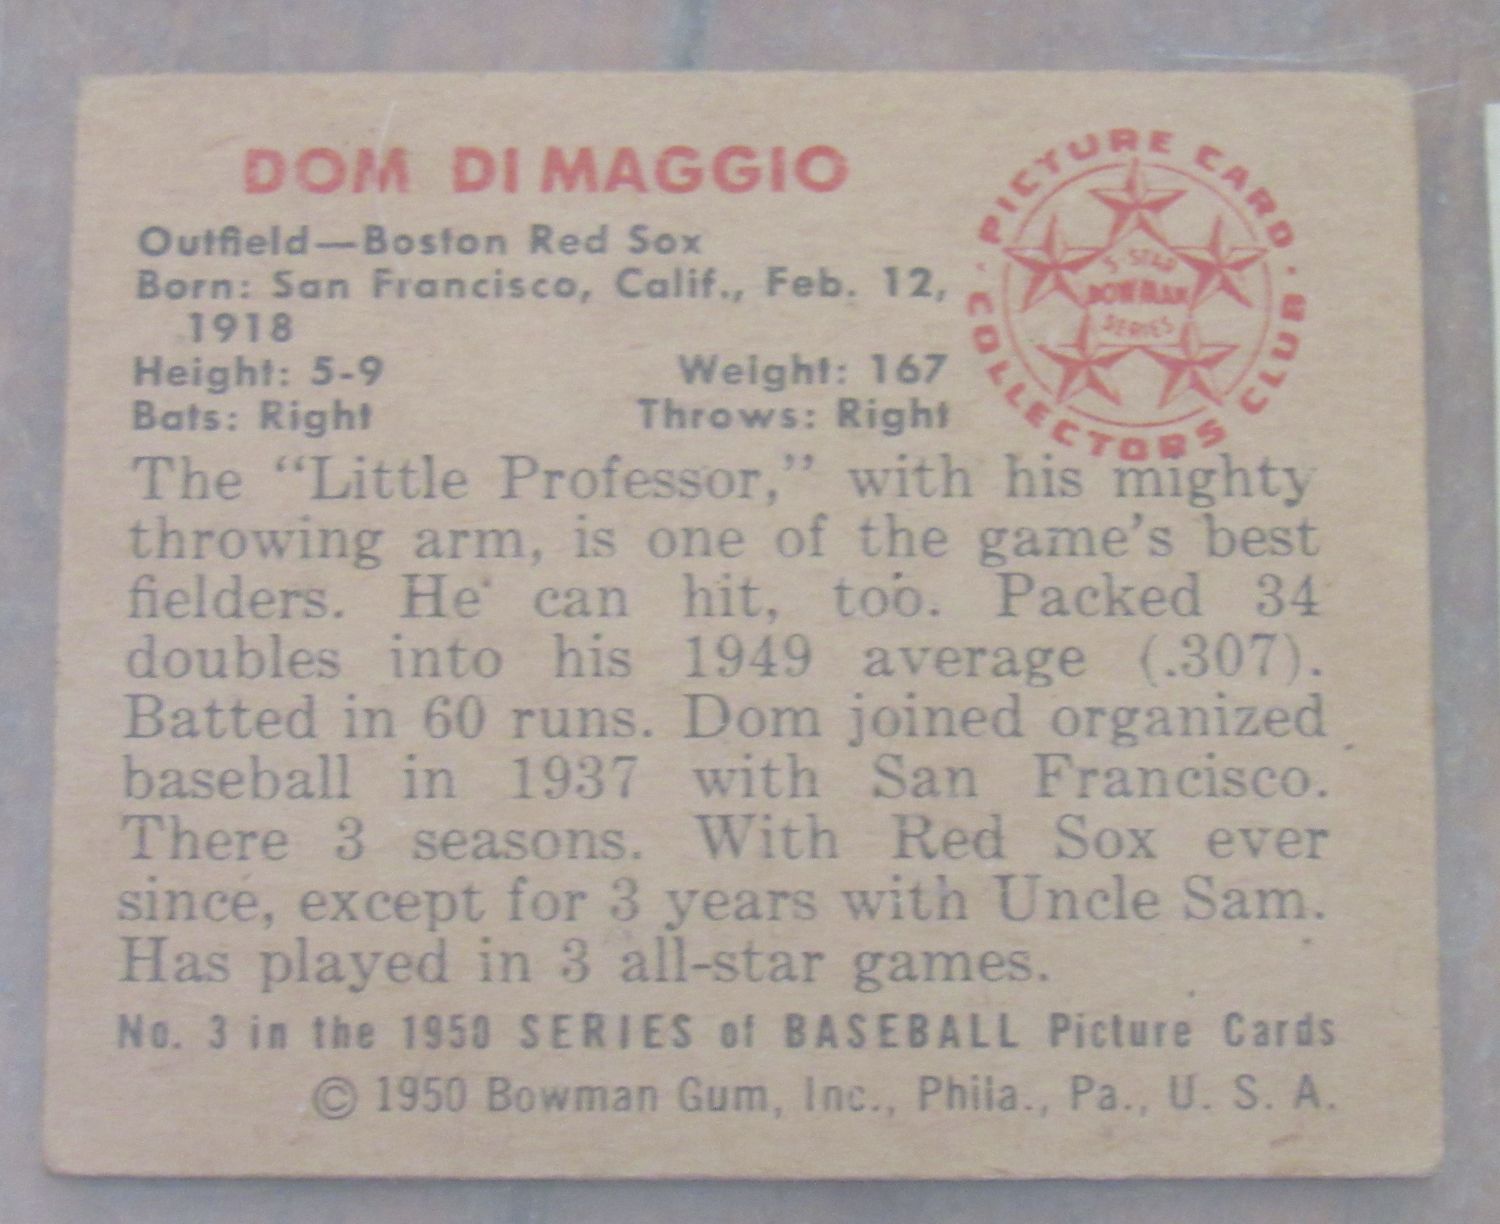 DOM DI MAGGIO
Outfield—Boston Red Sox
Born: San Francisco, Calif., Feb. 12,
1918
Height: 5-9 Weight: 167
Bats: Right Throws: Right
PICTURE CARD
COLLECTORS CLUB
5 STAR
BOWMAN
SERIES
The "Little Professor," with his mighty
throwing arm, is one of the game's best
fielders. He can hit, too. Packed 34
doubles into his 1949 average (.307).
Batted in 60 runs. Dom joined organized
baseball in 1937 with San Francisco.
There 3 seasons. With Red Sox ever
since, except for 3 years with Uncle Sam.
Has played in 3 all-star games.
No. 3 in the 1950 SERIES of BASEBALL Picture Cards
© 1950 Bowman Gum, Inc., Phila., Pa., U. S. A.